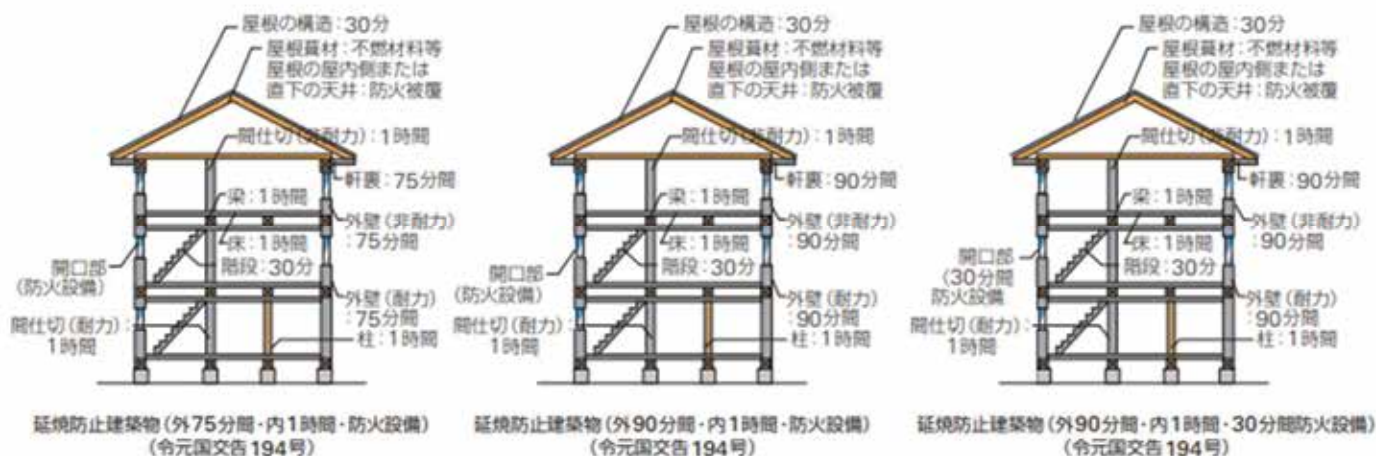 屋根の構造:30分
屋根葺材:不燃材料等
屋根の屋内側または
直下の天井:防火被覆
間仕切(非耐力):1時間
軒裏:75分間
梁:1時間
外壁(非耐力)
:75分間
床:1時間
階段:30分
開口部
(防火設備)
外壁(耐力)
:75分間
間仕切(耐力):
1時間
柱:1時間
延焼防止建築物(外75分間・内1時間・防火設備)
(令元国交告194号)
屋根の構造:30分
屋根葺材:不燃材料等
屋根の屋内側または
直下の天井:防火被覆
間仕切(非耐力):1時間
軒裏:90分間
梁:1時間
外壁(非耐力)
:90分間
床:1時間
階段:30分
開口部
(防火設備)
外壁(耐力)
:90分間
間仕切(耐力):
1時間
柱:1時間
延焼防止建築物(外90分間・内1時間・防火設備)
(令元国交告194号)
屋根の構造:30分
屋根葺材:不燃材料等
屋根の屋内側または
直下の天井:防火被覆
間仕切(非耐力):1時間
軒裏:90分間
梁:1時間
外壁(非耐力)
:90分間
床:1時間
階段:30分
開口部
(30分間
防火設備
外壁(耐力)
:90分間
間仕切(耐力):
1時間
柱:1時間
延焼防止建築物(外90分間・内1時間・30分間防火設備)
(令元国交告194号)